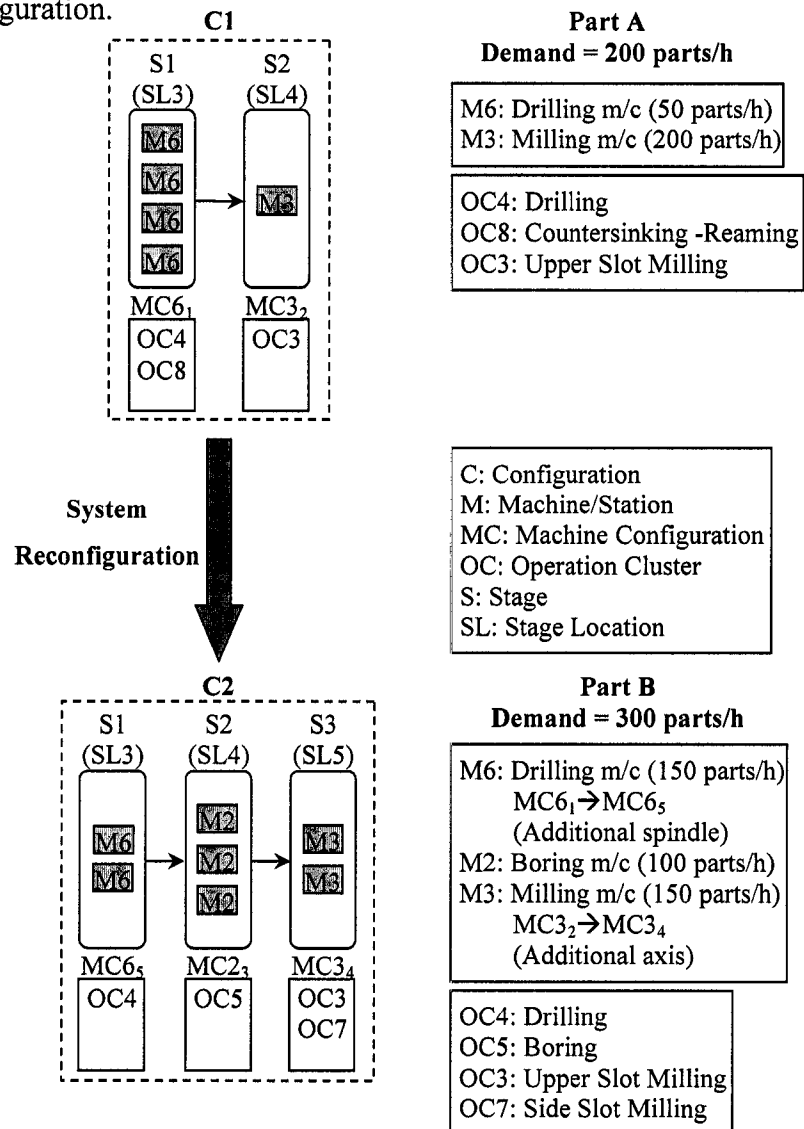 guration.
C1
S1
S2
(SL3)
(SL4)
M6
M6
M6
M6
M3
MC6₁
MC3₂
OC4
OC8
OC3
Part A
Demand = 200 parts/h
M6: Drilling m/c (50 parts/h)
M3: Milling m/c (200 parts/h)
OC4: Drilling
OC8: Countersinking -Reaming
OC3: Upper Slot Milling
System
Reconfiguration
C: Configuration
M: Machine/Station
MC: Machine Configuration
OC: Operation Cluster
S: Stage
SL: Stage Location
C2
S1
S2
S3
(SL3)
(SL4)
(SL5)
M6
M6
M2
M2
M2
M3
M3
MC6₅
MC2₃
MC3₄
OC4
OC5
OC3
OC7
Part B
Demand = 300 parts/h
M6: Drilling m/c (150 parts/h)
MC6₁→MC6₅
(Additional spindle)
M2: Boring m/c (100 parts/h)
M3: Milling m/c (150 parts/h)
MC3₂→MC3₄
(Additional axis)
OC4: Drilling
OC5: Boring
OC3: Upper Slot Milling
OC7: Side Slot Milling